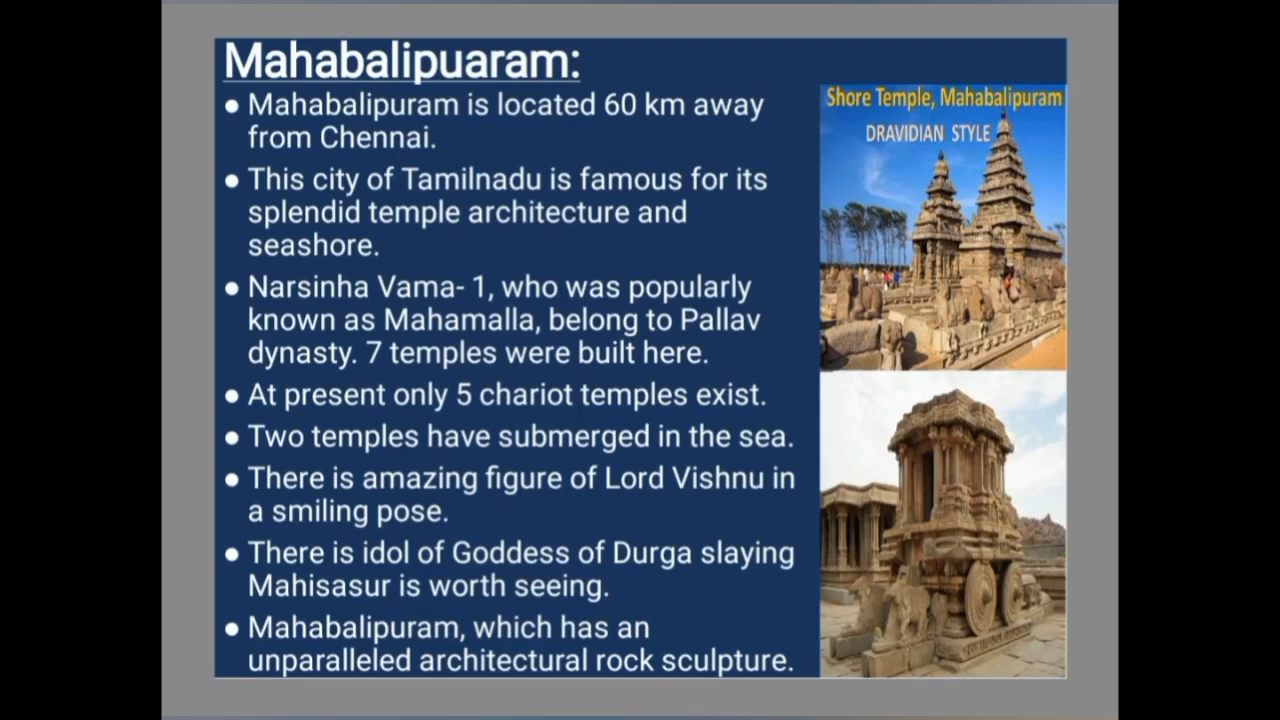 Mahabalipuaram:
● Mahabalipuram is located 60 km away
from Chennai.
● This city of Tamilnadu is famous for its
splendid temple architecture and
seashore.
● Narsinha Vama- 1, who was popularly
known as Mahamalla, belong to Pallav
dynasty. 7 temples were built here.
● At present only 5 chariot temples exist.
● Two temples have submerged in the sea.
● There is amazing figure of Lord Vishnu in
a smiling pose.
● There is idol of Goddess of Durga slaying
Mahisasur is worth seeing.
● Mahabalipuram, which has an
unparalleled architectural rock sculpture.
Shore Temple, Mahabalipuram
DRAVIDIAN STYLE